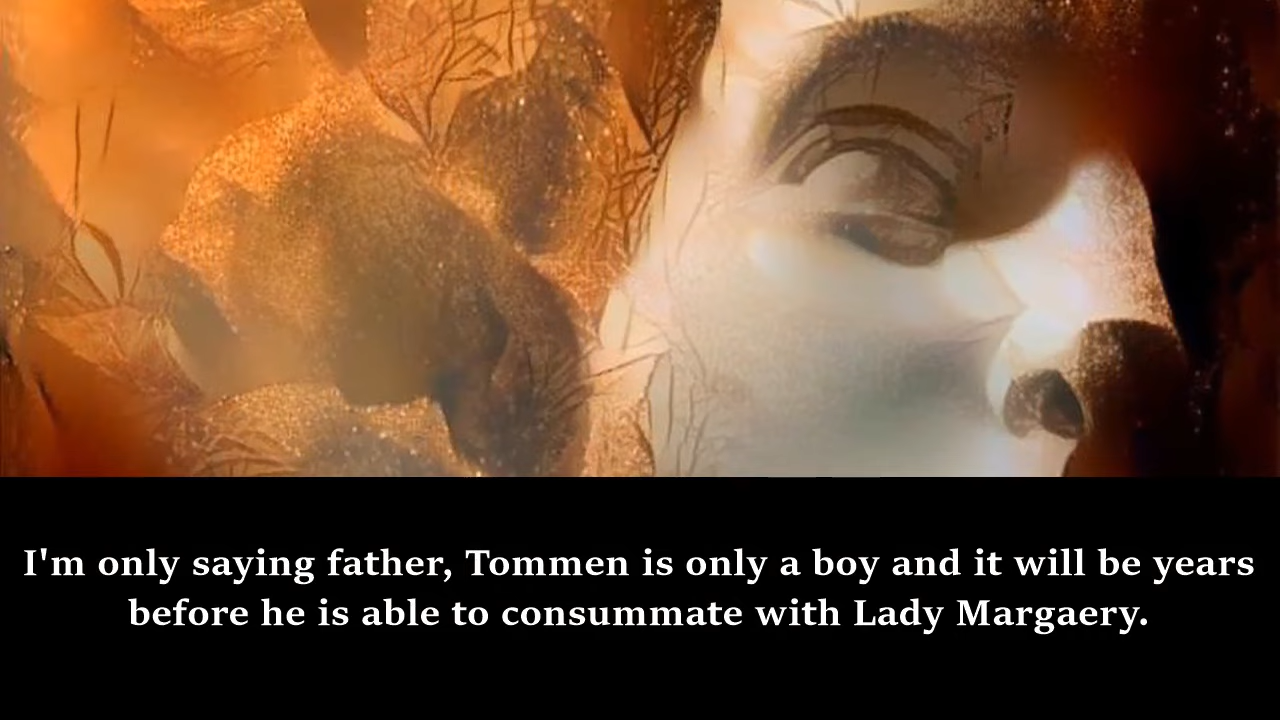 I'm only saying father, Tommen is only a boy and it will be years
before he is able to consummate with Lady Margaery.